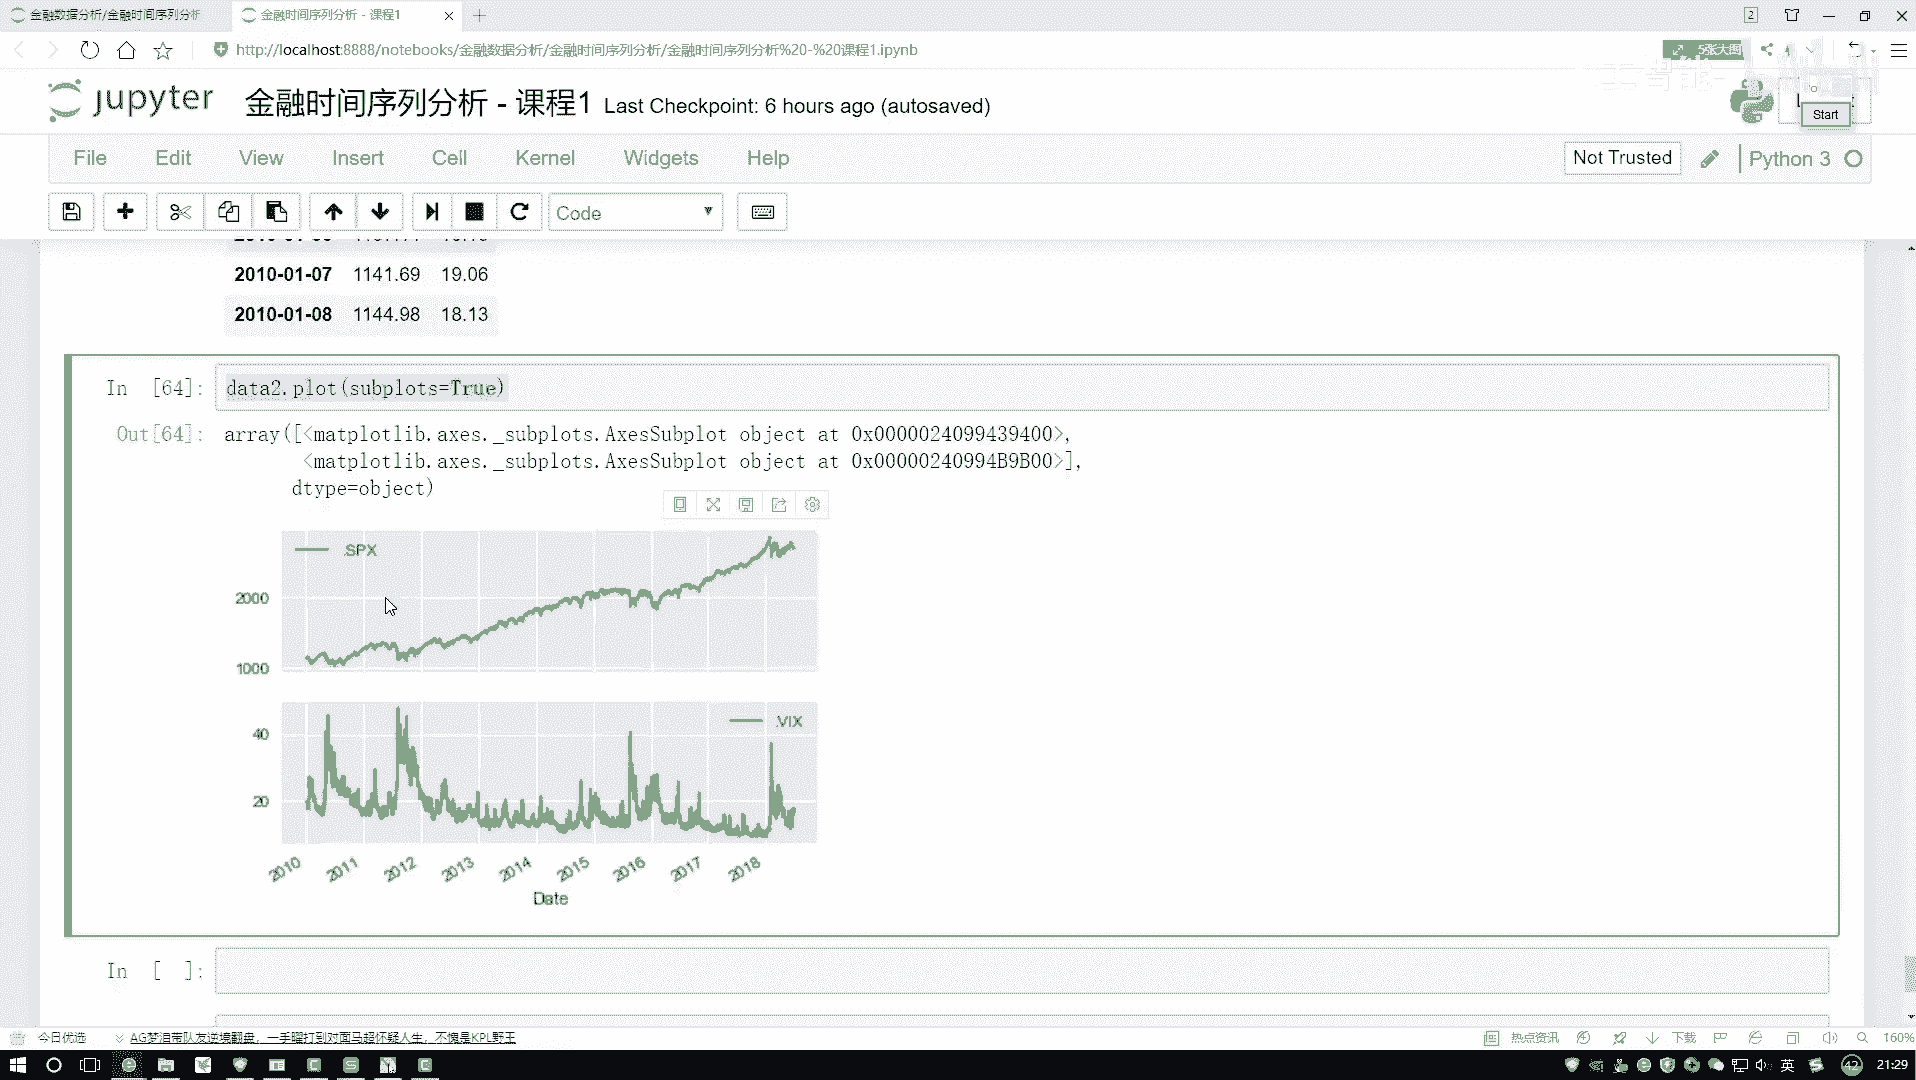 金融数据分析/金融时间序列分析
金融时间序列分析 - 课程1
2
http://localhost:8888/notebooks/金融数据分析/金融时间序列分析/金融时间序列分析%20-%20课程1.ipynb
5张大图
jupyter
金融时间序列分析 - 课程1 Last Checkpoint: 6 hours ago (autosaved)
Start
File Edit View Insert Cell Kernel Widgets Help
Not Trusted
Python 3
Code
2010-01-07 1141.69 19.06
2010-01-08 1144.98 18.13
In [64]: data2.plot(subplots=True)
Out[64]: array([<matplotlib.axes._subplots.AxesSubplot object at 0x0000024099439400>,
<matplotlib.axes._subplots.AxesSubplot object at 0x00000240994B9B00>],
dtype=object)
.SPX
2000
1000
.VIX
40
20
2010 2011 2012 2013 2014 2015 2016 2017 2018
Date
In [ ]:
今日优选
AG梦泪带队友逆境翻盘，一手曜打到对面马超怀疑人生，不愧是KPL野王
热点资讯
下载
160%
英
42
21:29